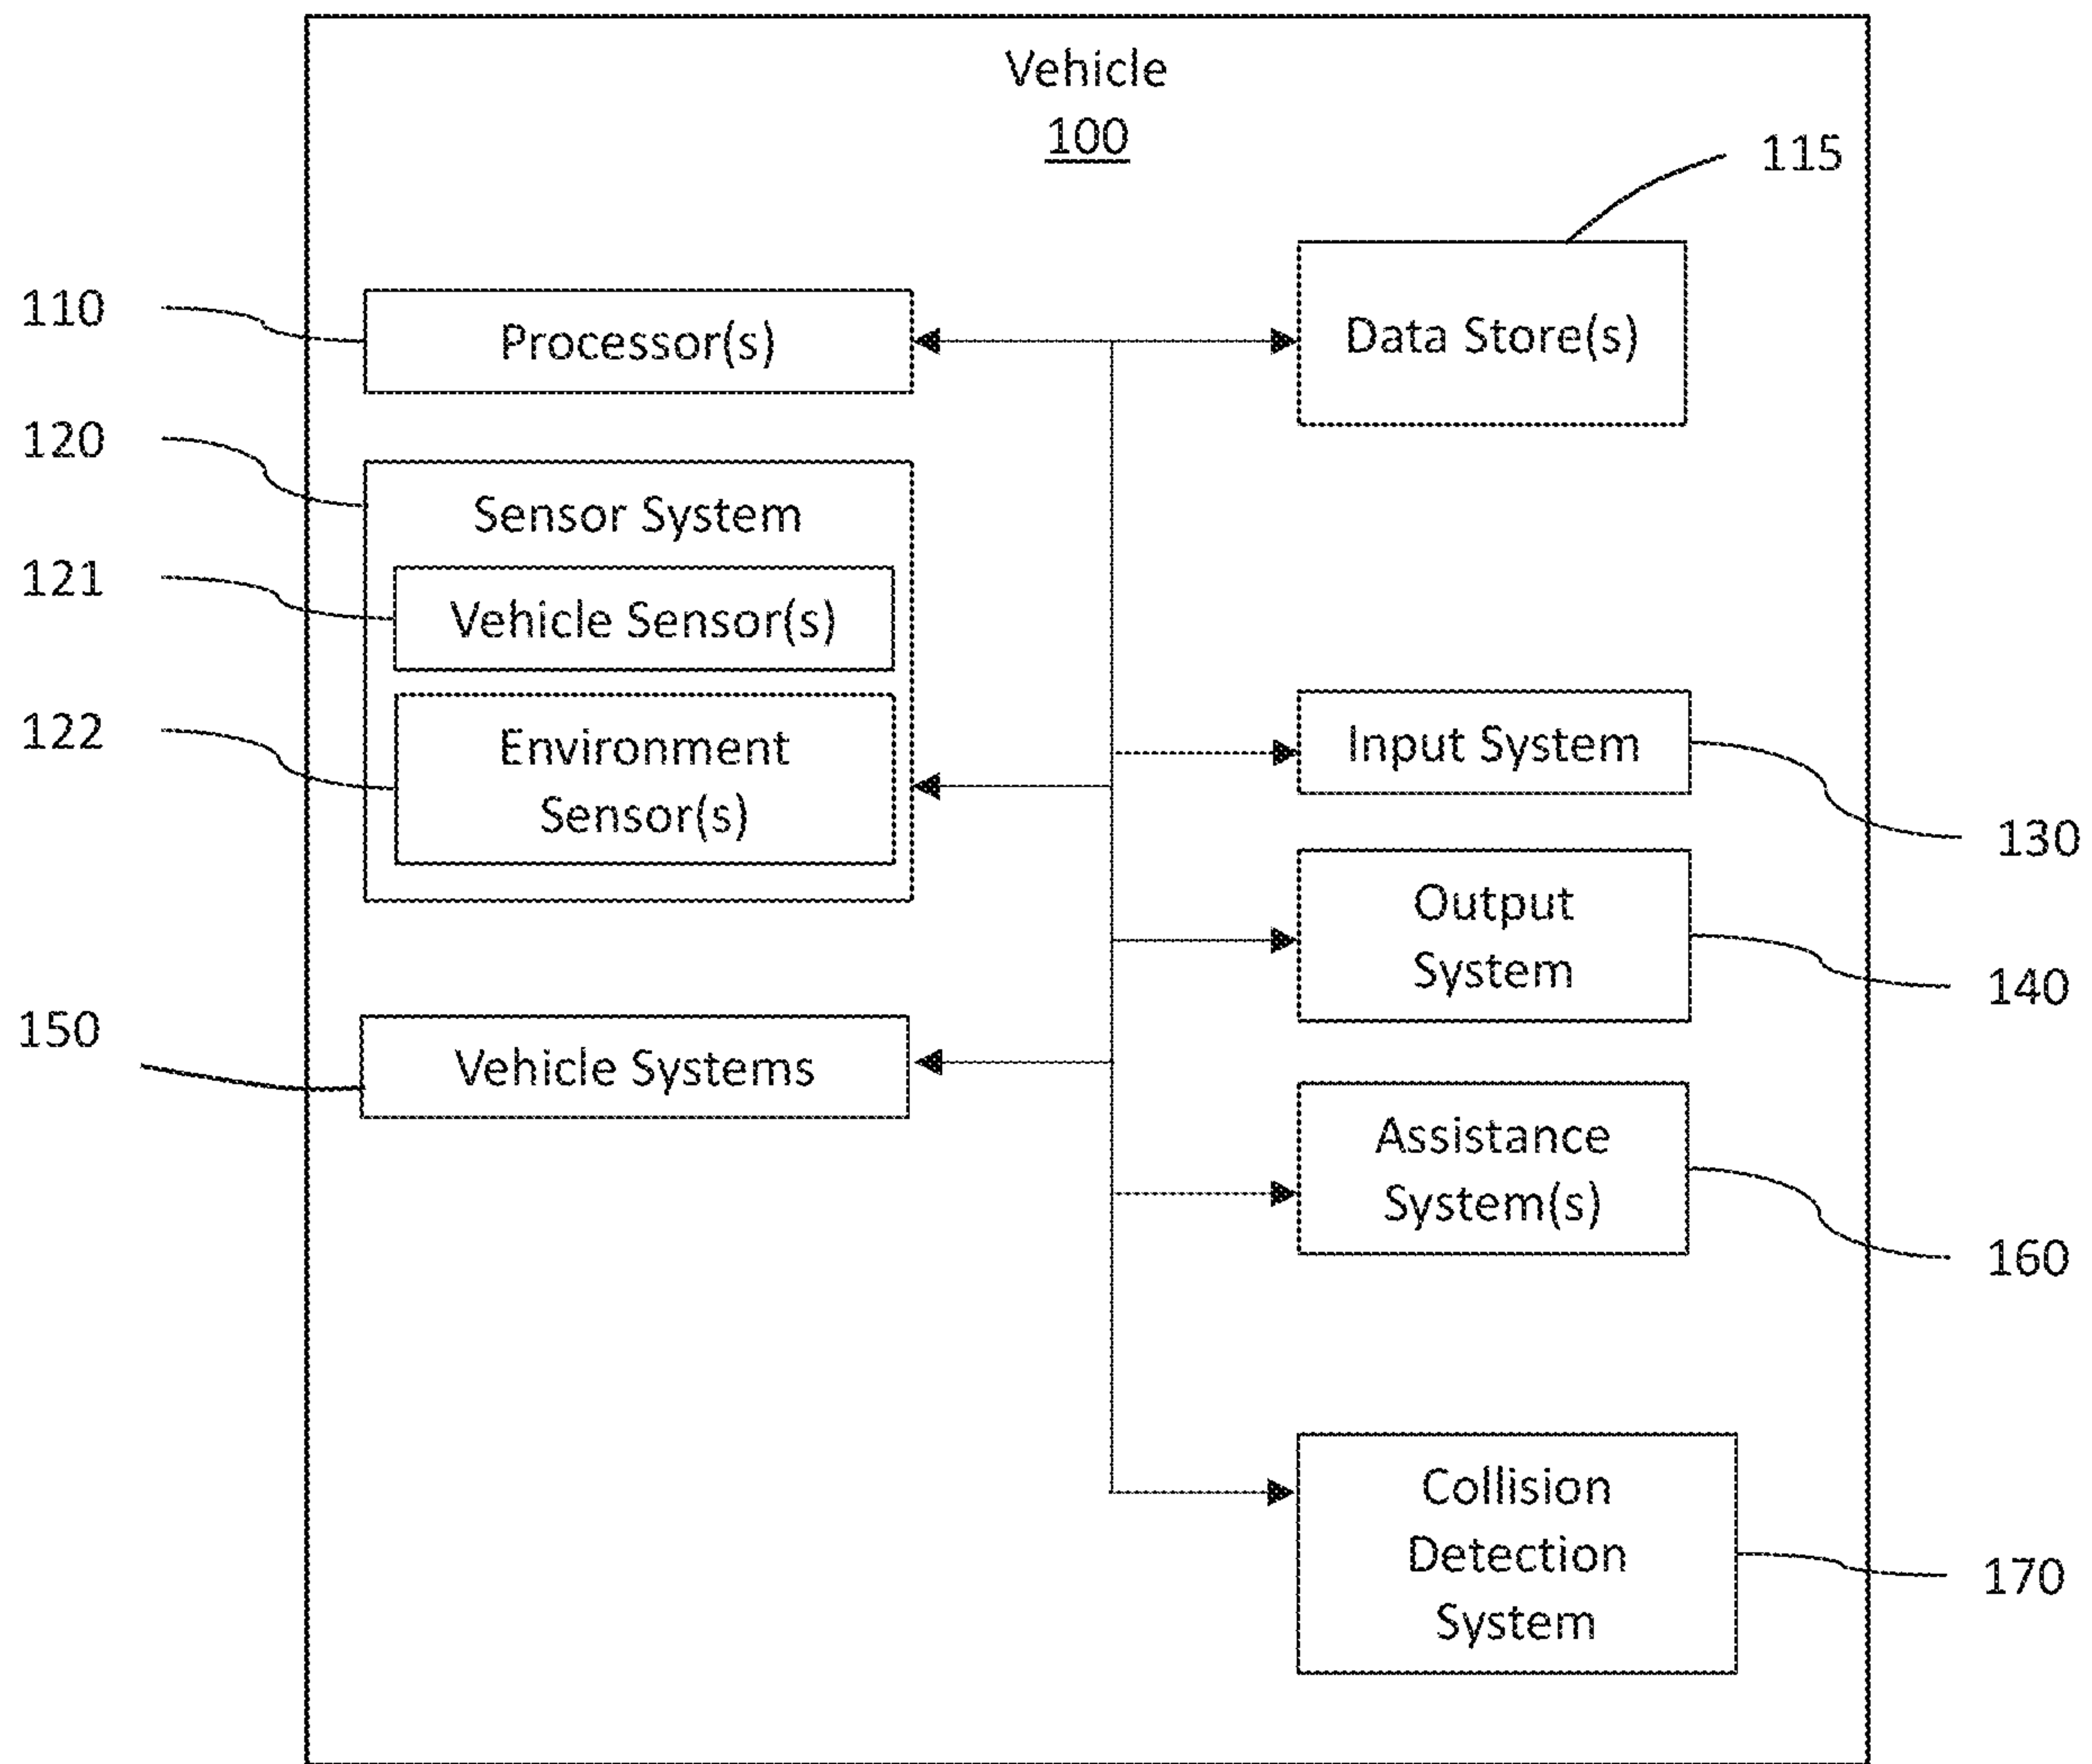 Vehicle
100
115
110
Processor(s)
Data Store(s)
120
Sensor System
121
Vehicle Sensor(s)
122
Environment
Sensor(s)
Input System
130
Output
System
140
150
Vehicle Systems
Assistance
System(s)
160
Collision
Detection
System
170